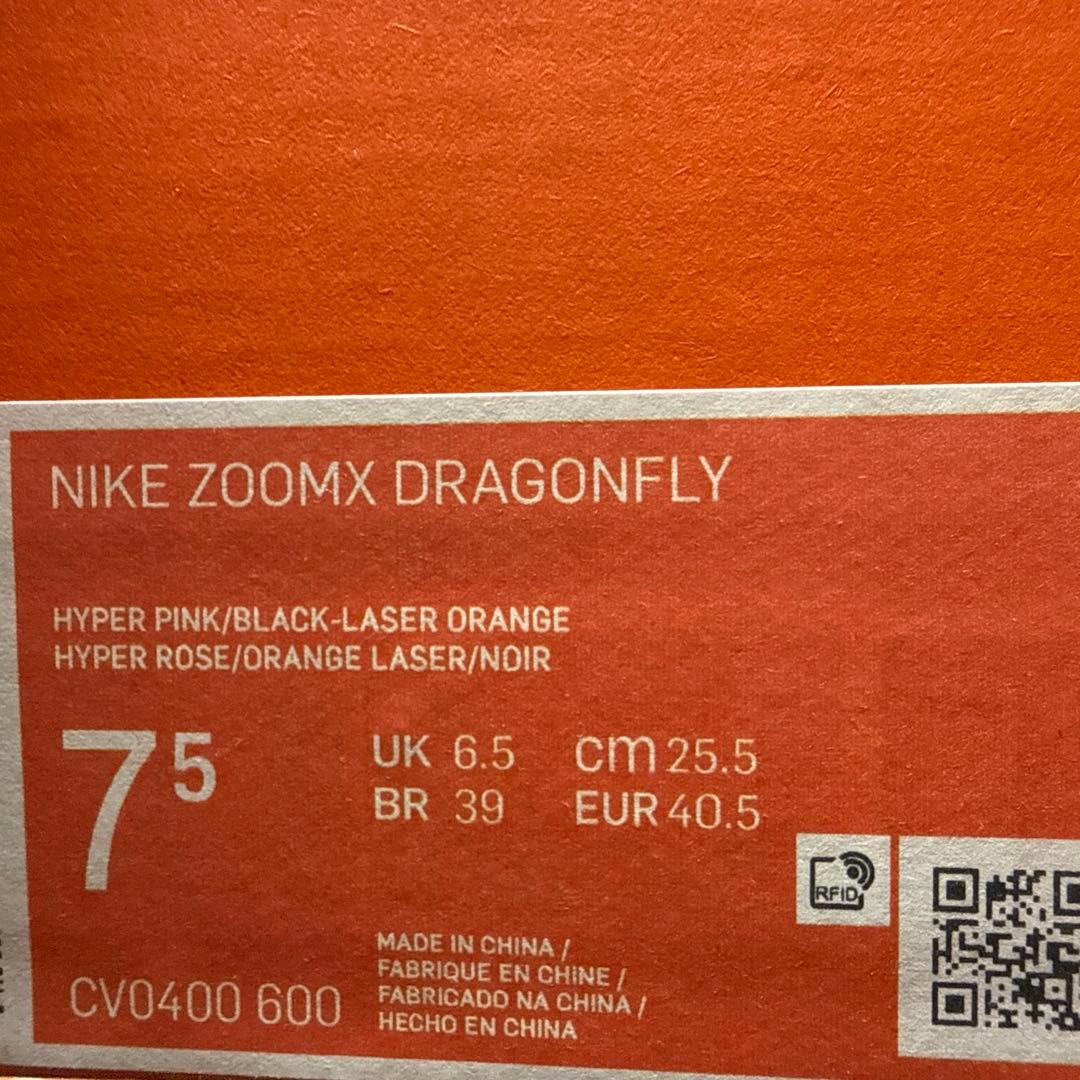 NIKE ZOOMX DRAGONFLY
HYPER PINK/BLACK-LASER ORANGE
HYPER ROSE/ORANGE LASER/NOIR
7 5
UK 6.5 cm 25.5
BR 39 EUR 40.5
RFID
MADE IN CHINA /
FABRIQUE EN CHINE /
FABRICADO NA CHINA /
HECHO EN CHINA
CV0400 600